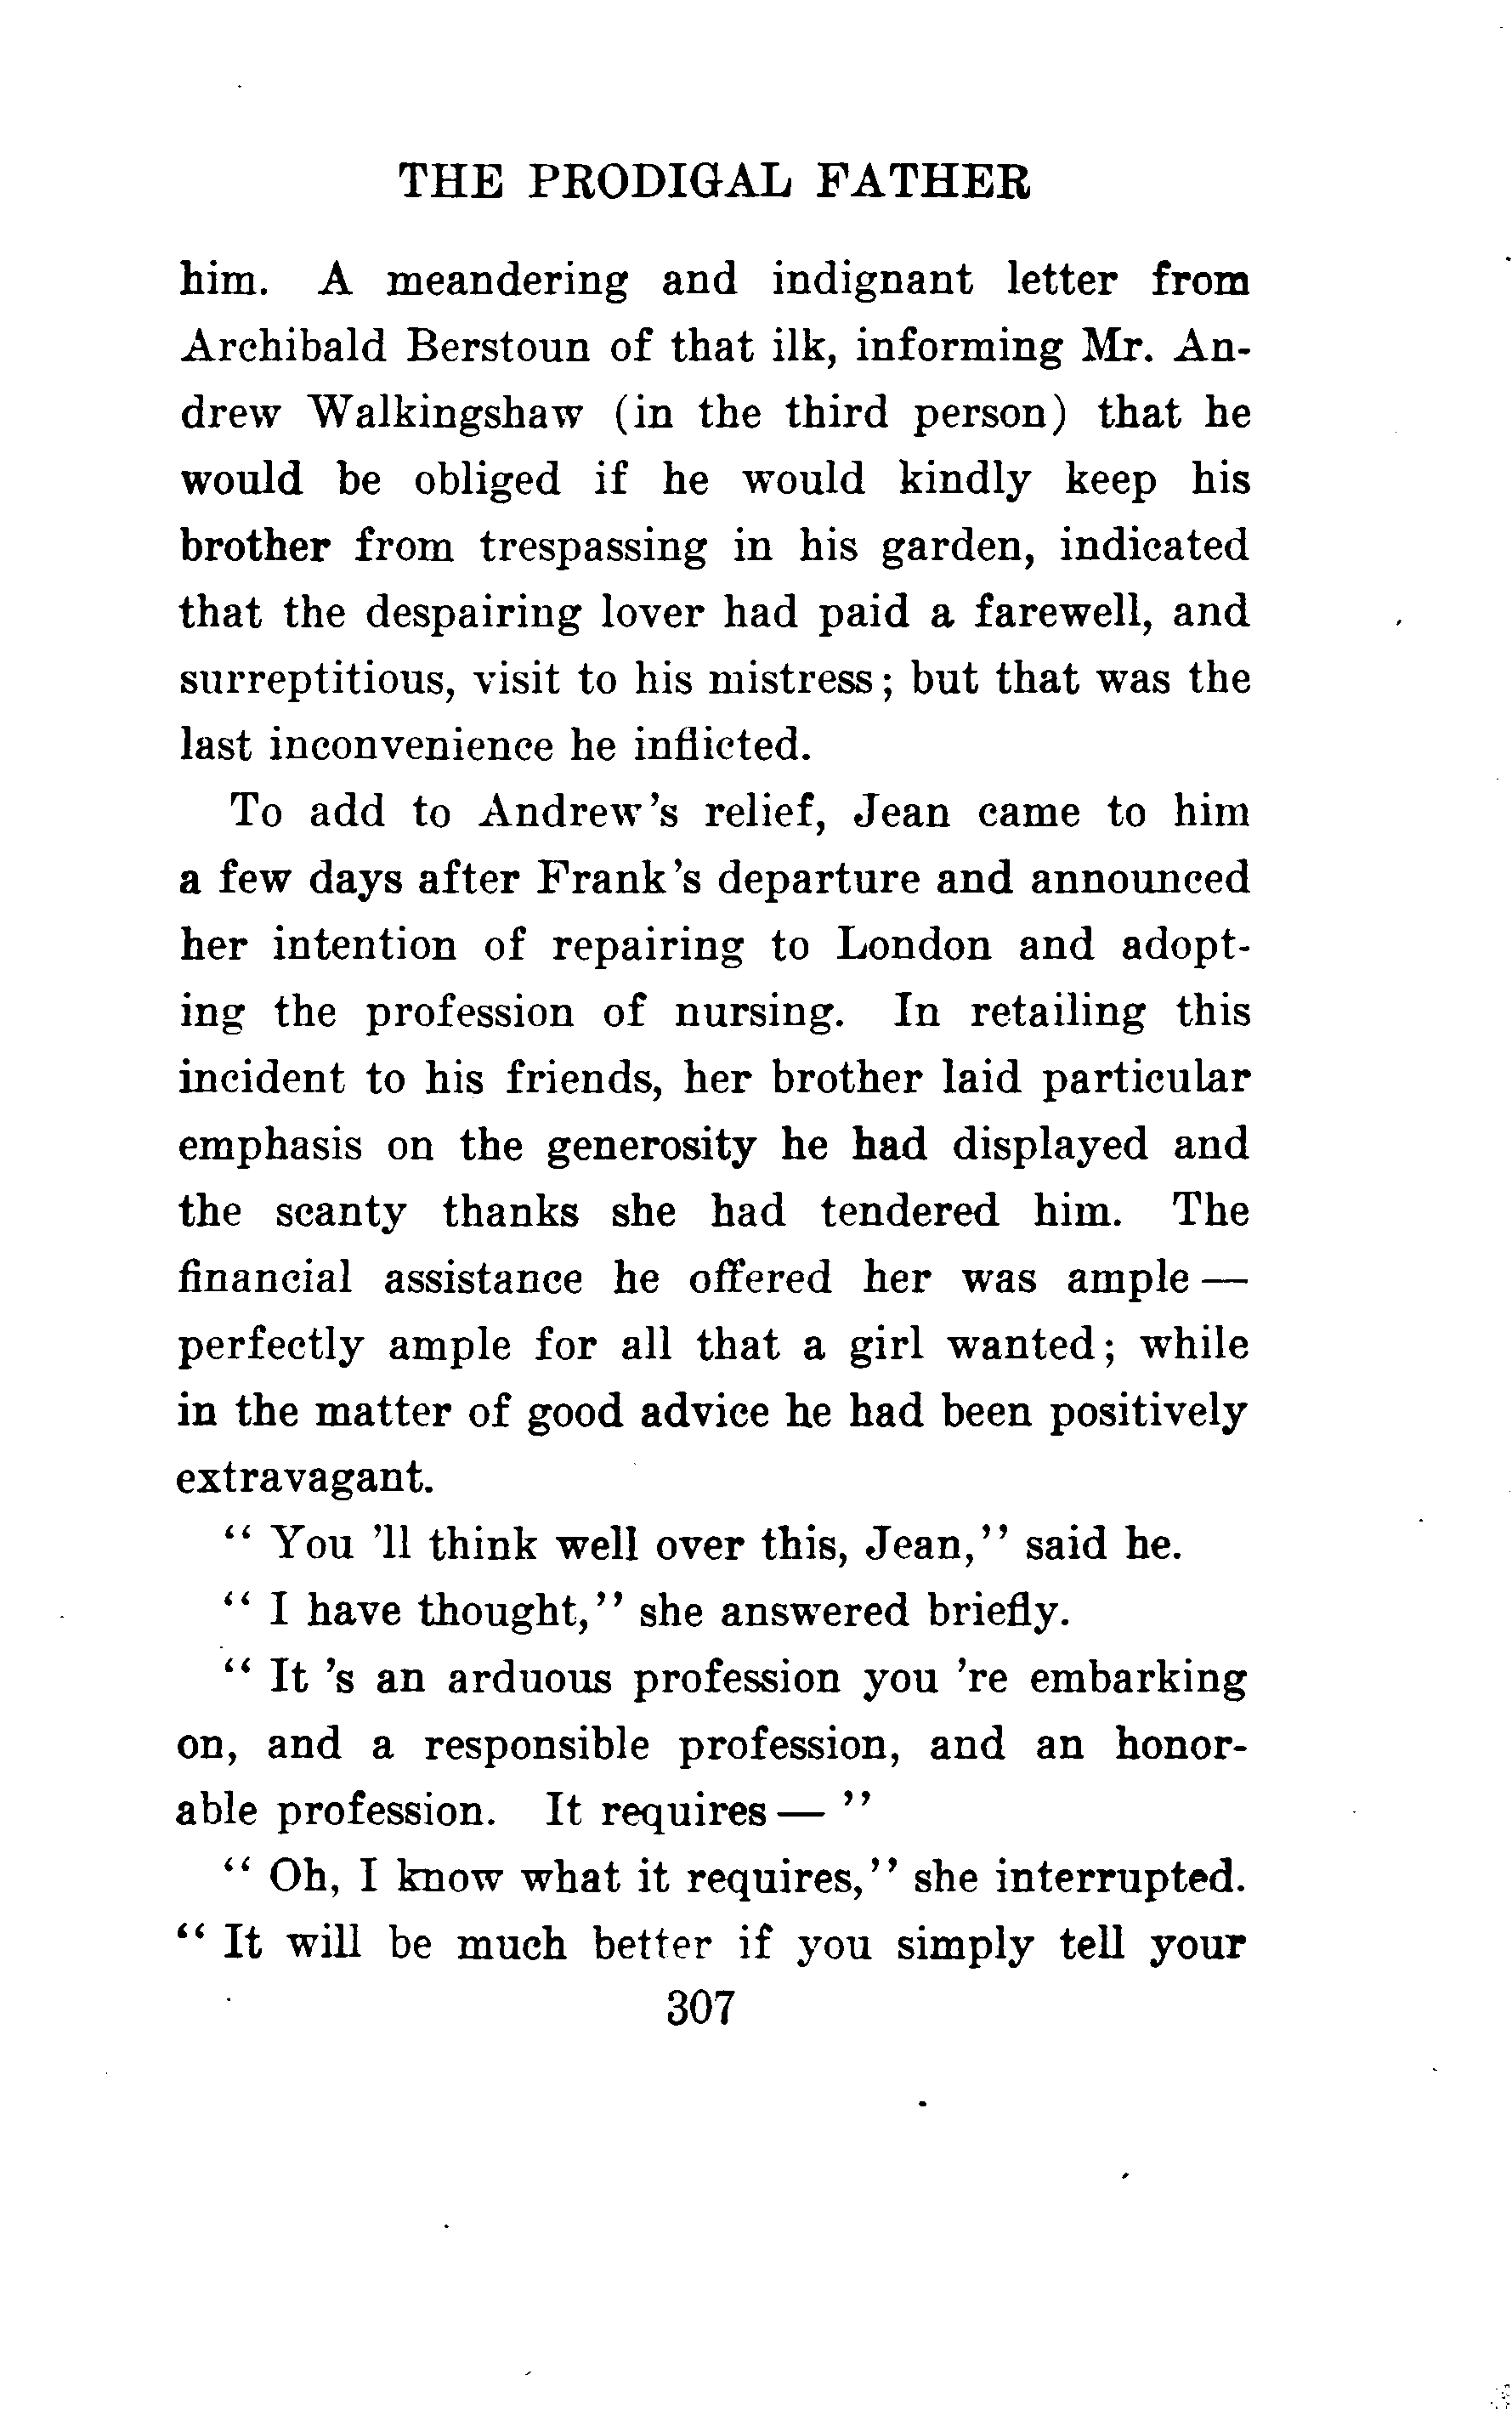 THE PRODIGAL FATHER
him. A meandering and indignant letter from
Archibald Berstoun of that ilk, informing Mr. An-
drew Walkingshaw (in the third person) that he
would be obliged if he would kindly keep his
brother from trespassing in his garden, indicated
that the despairing lover had paid a farewell, and
surreptitious, visit to his mistress; but that was the
last inconvenience he inflicted.
To add to Andrew's relief, Jean came to him
a few days after Frank's departure and announced
her intention of repairing to London and adopt-
ing the profession of nursing. In retailing this
incident to his friends, her brother laid particular
emphasis on the generosity he had displayed and
the scanty thanks she had tendered him. The
financial assistance he offered her was ample —
perfectly ample for all that a girl wanted; while
in the matter of good advice he had been positively
extravagant.
" You 'll think well over this, Jean," said he.
" I have thought," she answered briefly.
" It 's an arduous profession you 're embarking
on, and a responsible profession, and an honor-
able profession. It requires — "
" Oh, I know what it requires," she interrupted.
" It will be much better if you simply tell your
307